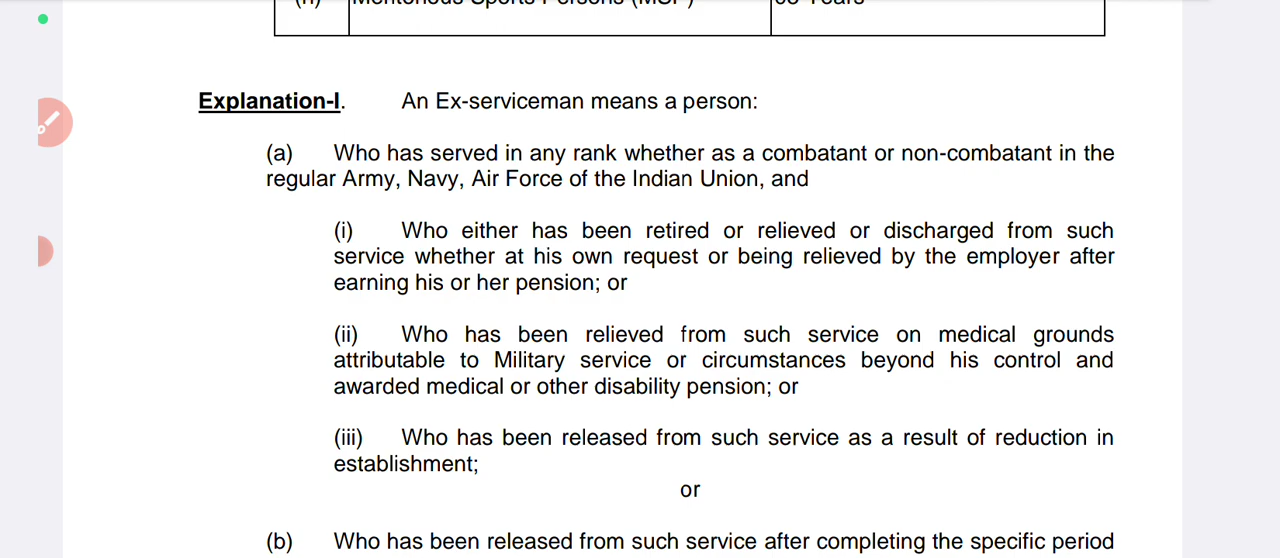 Explanation-I. An Ex-serviceman means a person:
(a) Who has served in any rank whether as a combatant or non-combatant in the
regular Army, Navy, Air Force of the Indian Union, and
(i) Who either has been retired or relieved or discharged from such
service whether at his own request or being relieved by the employer after
earning his or her pension; or
(ii) Who has been relieved from such service on medical grounds
attributable to Military service or circumstances beyond his control and
awarded medical or other disability pension; or
(iii) Who has been released from such service as a result of reduction in
establishment;
or
(b) Who has been released from such service after completing the specific period